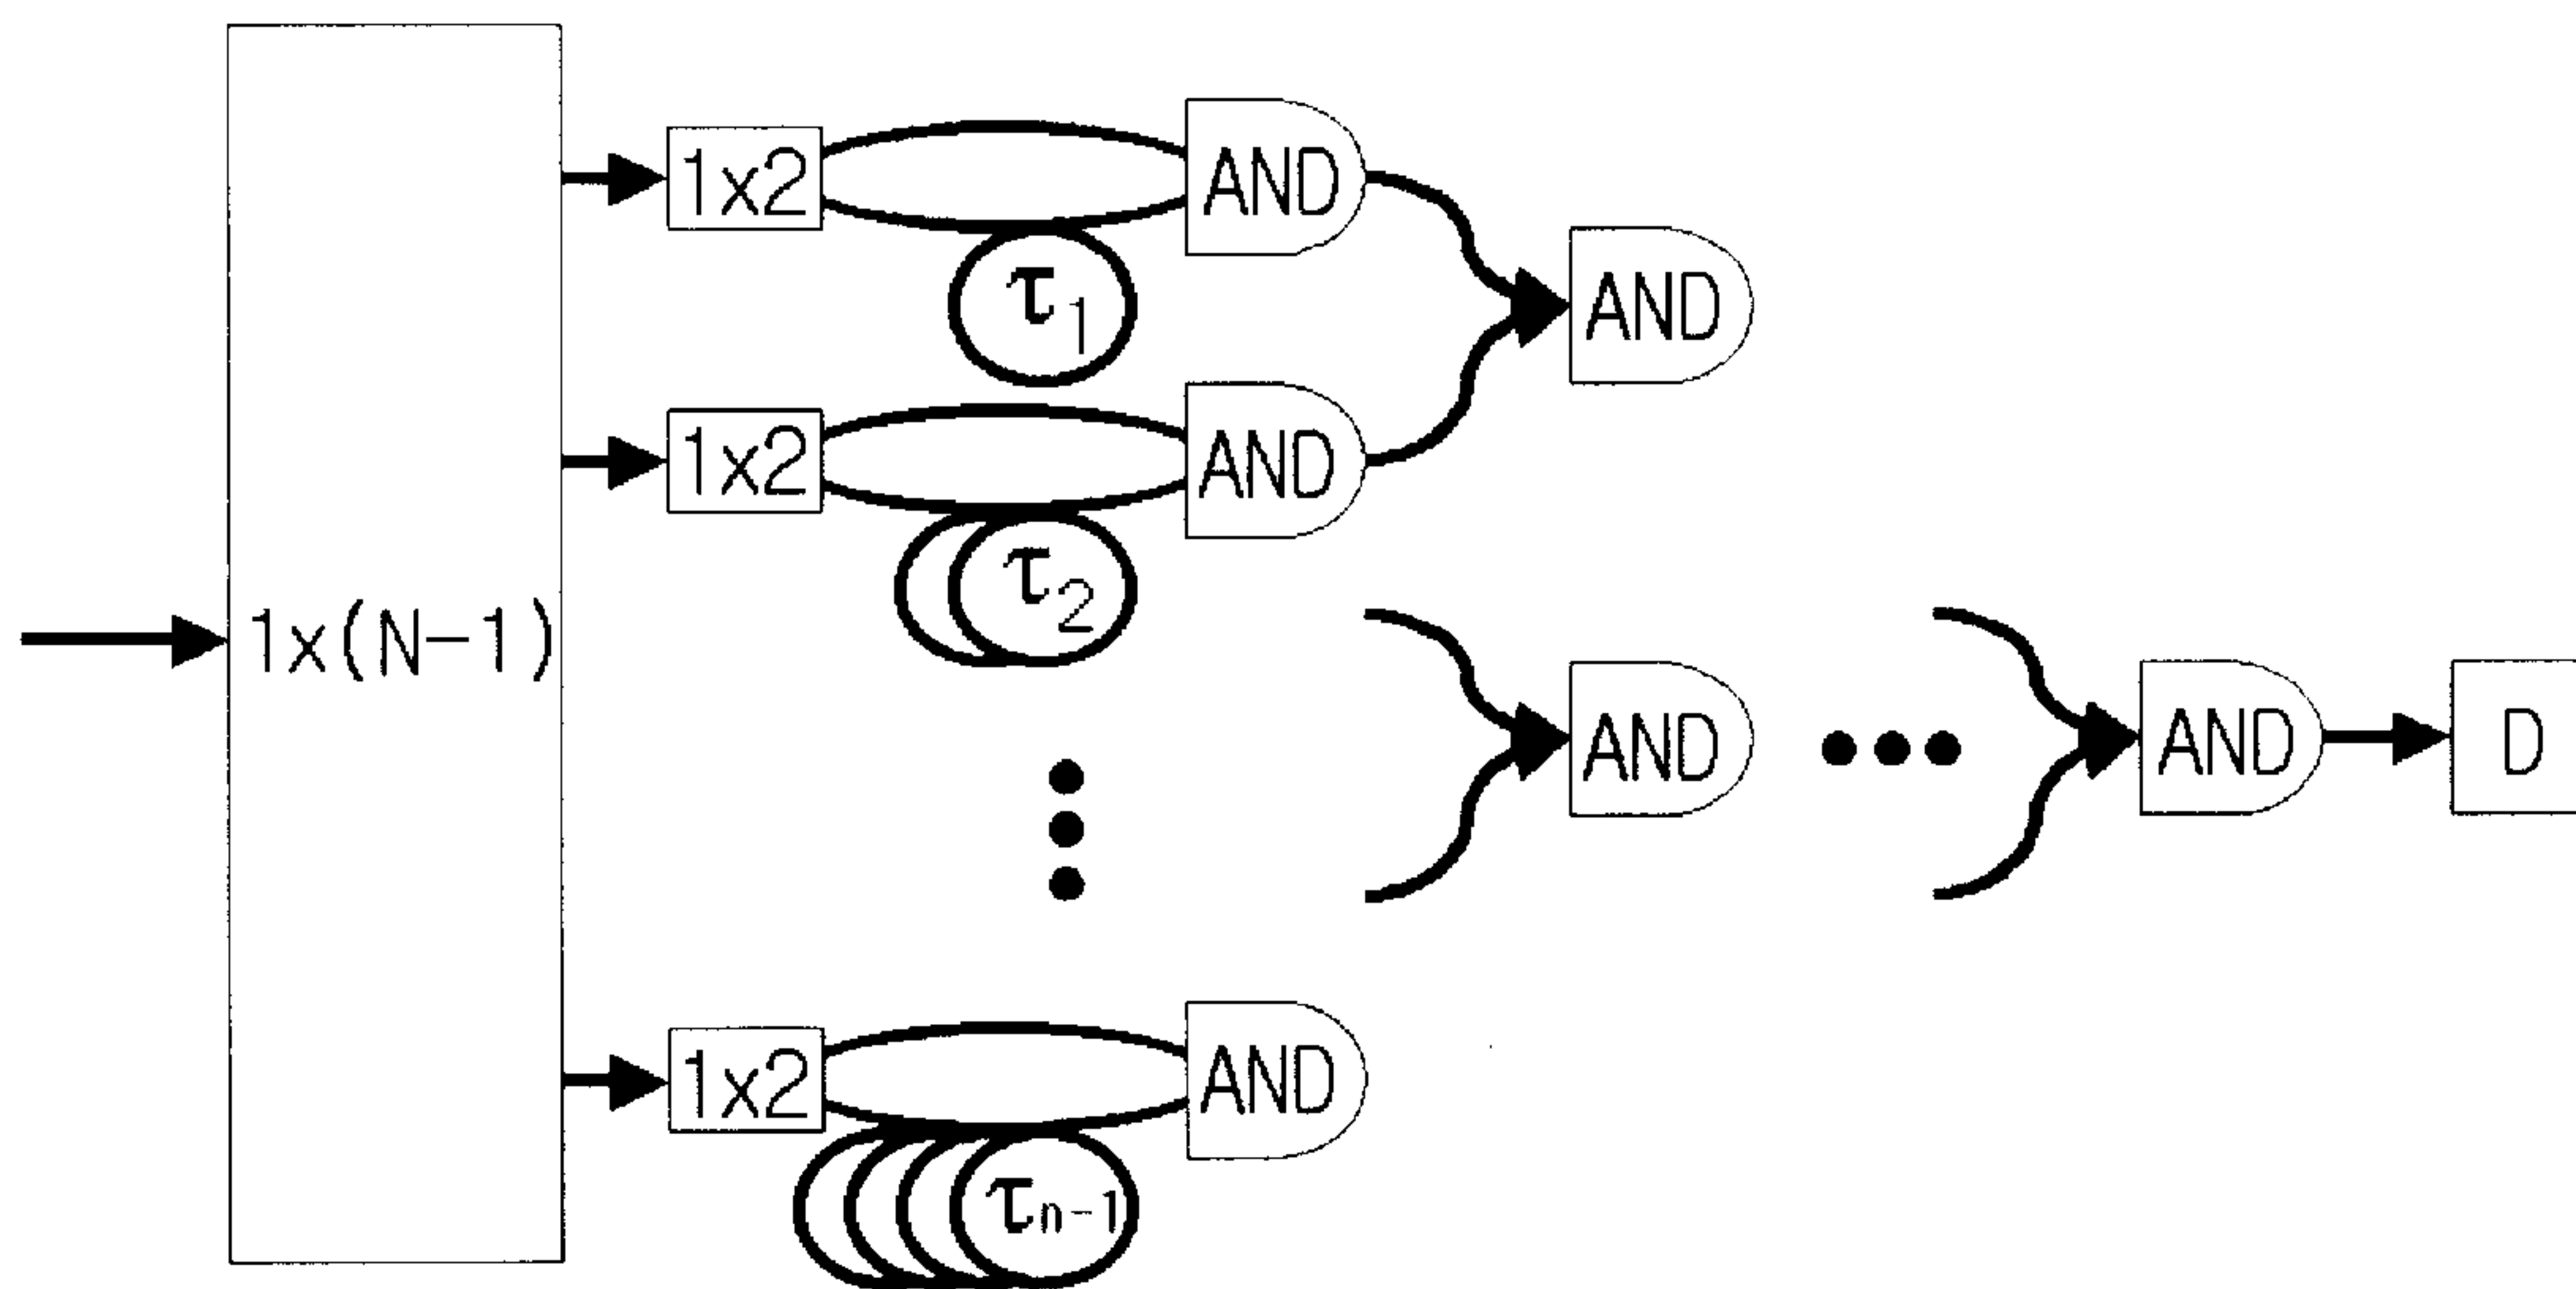 1x2
AND
τ1
AND
1x2
AND
τ2
1x(N-1)
AND
AND
D
1x2
AND
τn-1